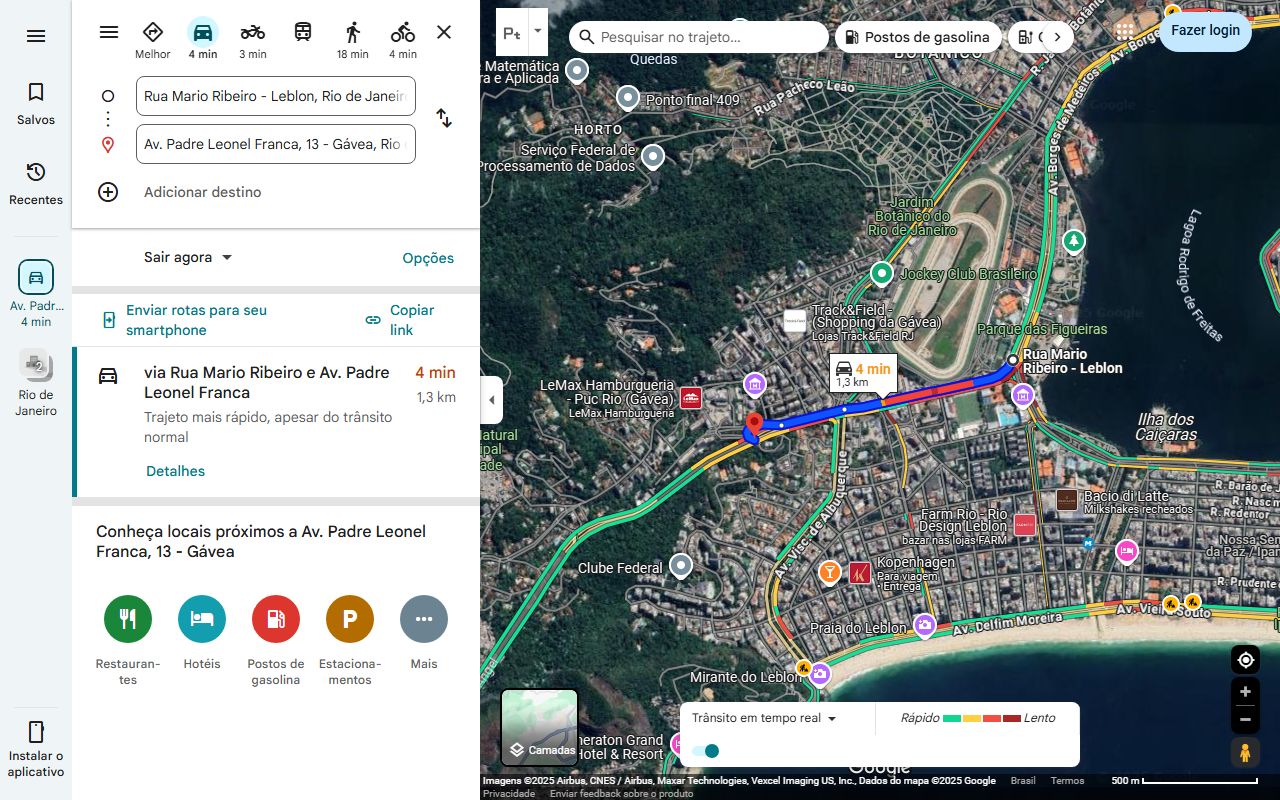 Salvos
Recentes
Av. Padr...
4 min
2
Rio de
Janeiro
Instalar o
aplicativo
Melhor
4 min
3 min
18 min
4 min
Rua Mario Ribeiro - Leblon, Rio de Janeir
Av. Padre Leonel Franca, 13 - Gávea, Rio
Adicionar destino
Sair agora
Opções
Enviar rotas para seu
smartphone
Copiar
link
via Rua Mario Ribeiro e Av. Padre
Leonel Franca
4 min
1,3 km
Trajeto mais rápido, apesar do trânsito
normal
Detalhes
Conheça locais próximos a Av. Padre Leonel
Franca, 13 - Gávea
Restauran-
tes
Hotéis
Postos de
gasolina
P
Estaciona-
mentos
Mais
Pesquisar no trajeto...
Postos de gasolina
Fazer login
Matemática
ra e Aplicada
Quedas
BOTÂNICO
Ponto final 409
Rua Pacheco Leão
HORTO
Serviço Federal de
Processamento de Dados
Av. Borges de Medeiros
Jardim
Botânico do
Rio de Janeiro
Jockey Club Brasileiro
Lagoa Rodrigo de Freitas
Track&Field -
(Shopping da Gávea)
Lojas Track&Field RJ
Parque das Figueiras
Rua Mario
Ribeiro - Leblon
4 min
1,3 km
LeMax Hamburgueria
- Puc Rio (Gávea)
LeMax Hamburgueria
Ilha dos
Caiçaras
atural
ipal
ade
Av. Visc. de Albuquerque
Bacio di Latte
Milkshakes recheados
R. Barão de J
R. Nasc
R. Redentor
Farm Rio - Rio
Design Leblon
bazar nas lojas FARM
Nossa Sen
da Paz / Ipan
Clube Federal
Kopenhagen
Para viagem
• Entrega
R. Prudente d
Praia do Leblon
Av. Delfim Moreira
Av. Vieira Souto
Mirante do Leblon
Camadas
heraton Grand
Hotel & Resort
Trânsito em tempo real
Rápido
Lento
Google
Imagens ©2025 Airbus, CNES / Airbus, Maxar Technologies, Vexcel Imaging US, Inc., Dados do mapa ©2025 Google
Brasil
Termos
500 m
Privacidade
Enviar feedback sobre o produto